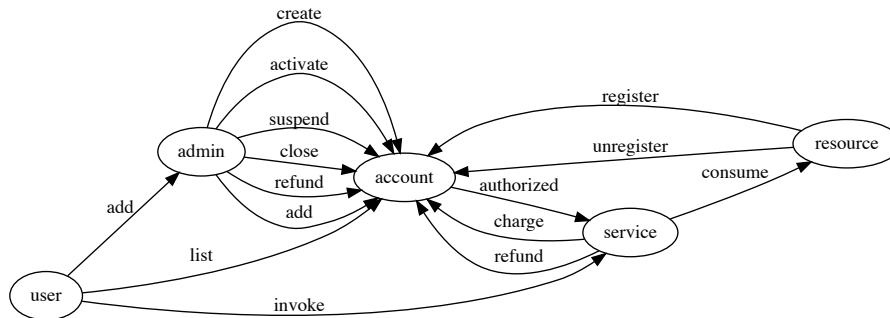 create
activate
suspend
close
refund
add
admin
add
user
list
invoke
account
authorized
charge
refund
service
register
unregister
consume
resource